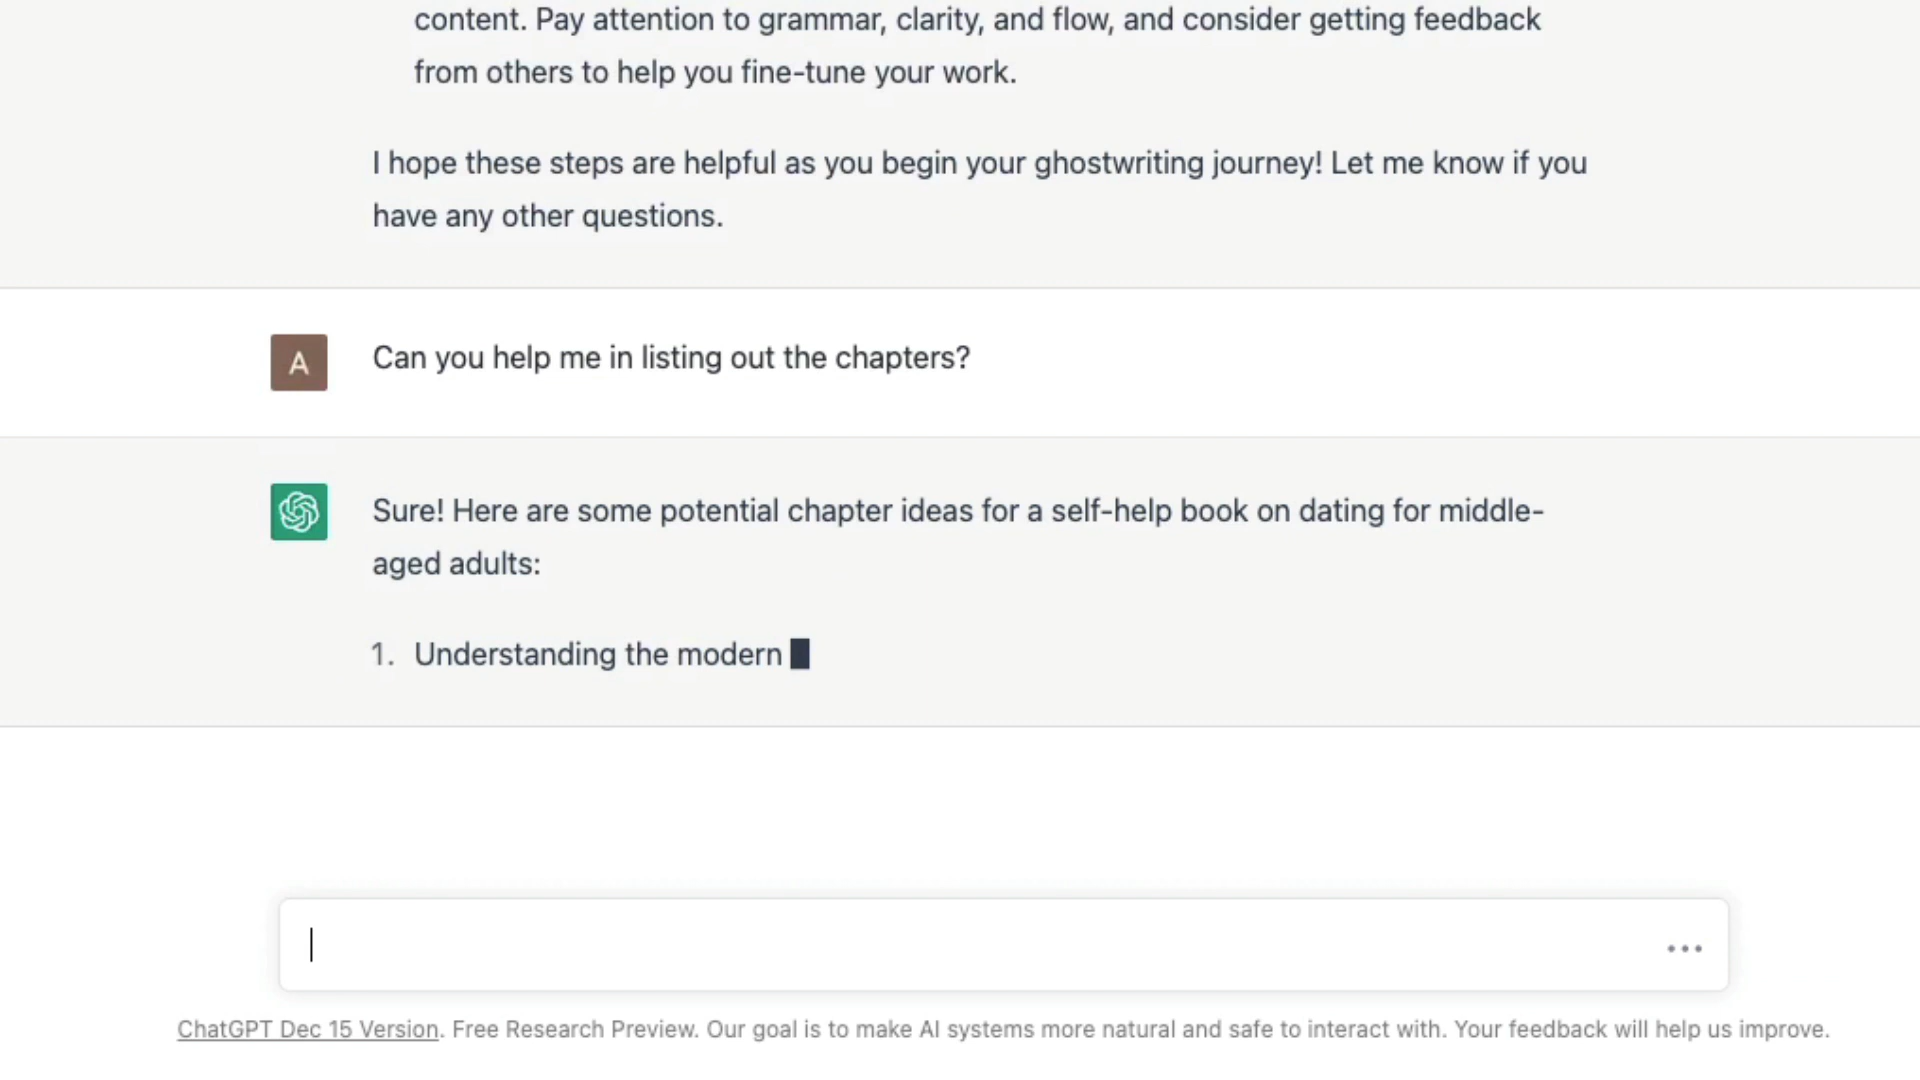 content. Pay attention to grammar, clarity, and flow, and consider getting feedback
from others to help you fine-tune your work.
I hope these steps are helpful as you begin your ghostwriting journey! Let me know if you
have any other questions.
A
Can you help me in listing out the chapters?
Sure! Here are some potential chapter ideas for a self-help book on dating for middle-
aged adults:
1. Understanding the modern
ChatGPT Dec 15 Version. Free Research Preview. Our goal is to make AI systems more natural and safe to interact with. Your feedback will help us improve.